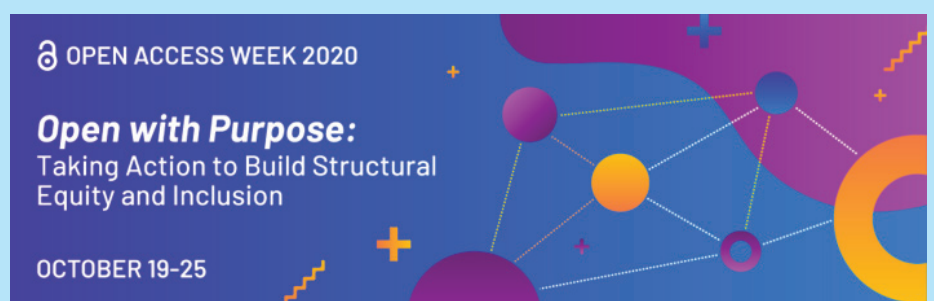 OPEN ACCESS WEEK 2020
Open with Purpose:
Taking Action to Build Structural
Equity and Inclusion
OCTOBER 19-25